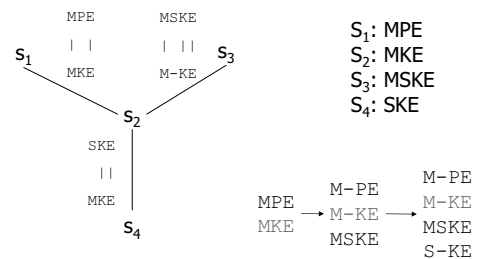 MPE
| |
MKE
MSKE
| ||
M-KE
S1
S3
S2
SKE
||
MKE
S4
S1: MPE
S2: MKE
S3: MSKE
S4: SKE
MPE
MKE
M-PE
M-KE
MSKE
M-PE
M-KE
MSKE
S-KE